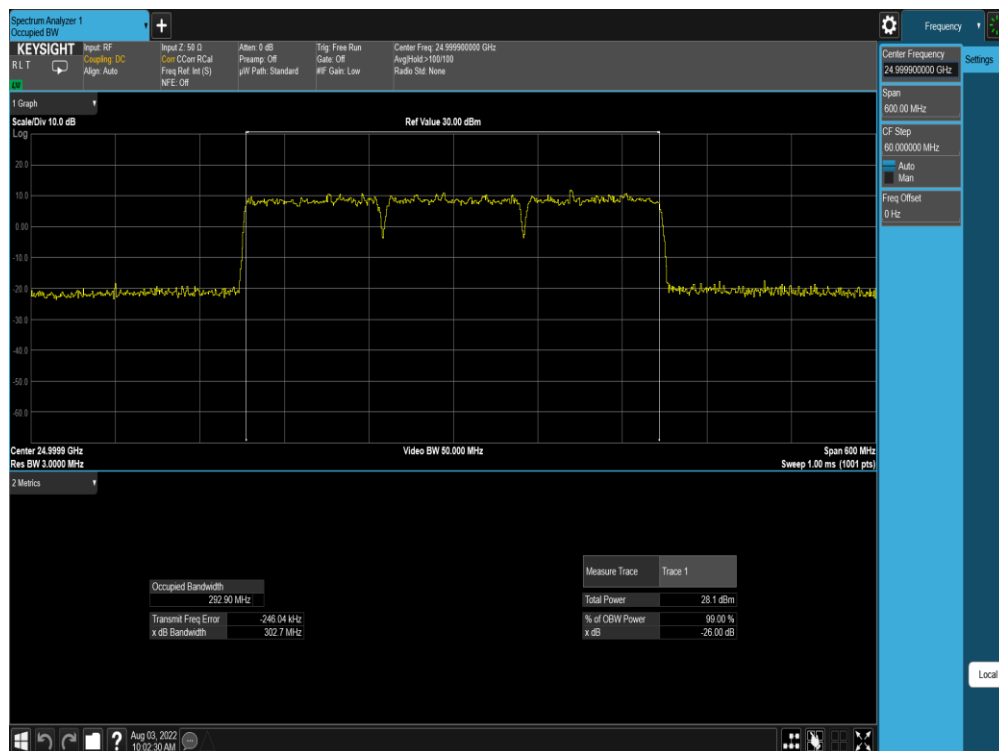 Spectrum Analyzer 1
Occupied BW
+
Frequency
KEYSIGHT
RLT
LW
Input: RF
Coupling: DC
Align: Auto
Input Z: 50 Ω
Corr CCorr RCal
Freq Ref: Int (S)
NFE: Off
Atten: 0 dB
Preamp: Off
µW Path: Standard
Trig: Free Run
Gate: Off
#IF Gain: Low
Center Freq: 24.999900000 GHz
Avg|Hold:>100/100
Radio Std: None
Center Frequency
24.999900000 GHz
Settings
Span
600.00 MHz
CF Step
60.000000 MHz
Auto
Man
Freq Offset
0 Hz
1 Graph
Scale/Div 10.0 dB
Ref Value 30.00 dBm
Log
20.0
10.0
0.00
-10.0
-20.0
-30.0
-40.0
-50.0
-60.0
Center 24.9999 GHz
Video BW 50.000 MHz
Span 600 MHz
Res BW 3.0000 MHz
Sweep 1.00 ms (1001 pts)
2 Metrics
Occupied Bandwidth
292.90 MHz
Transmit Freq Error -246.04 kHz
x dB Bandwidth 302.7 MHz
Measure Trace Trace 1
Total Power 28.1 dBm
% of OBW Power 99.00 %
x dB -26.00 dB
Local
?
Aug 03, 2022
10:02:30 AM